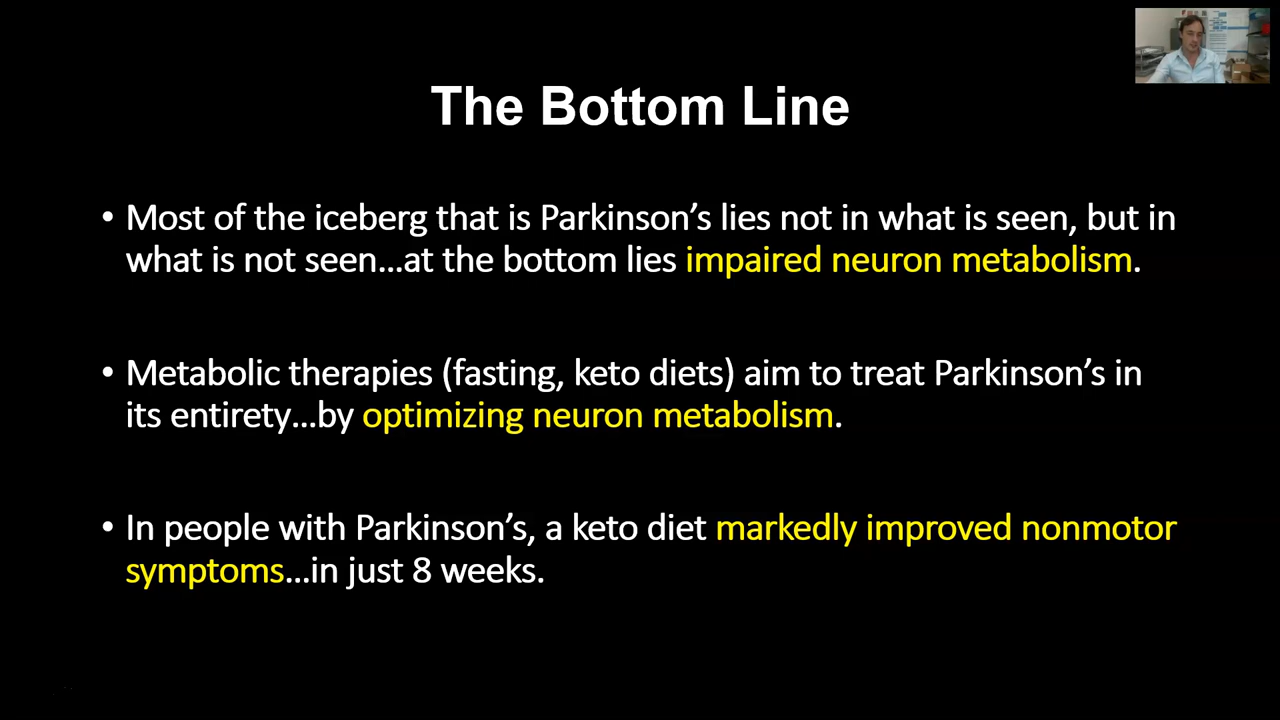 The Bottom Line
• Most of the iceberg that is Parkinson’s lies not in what is seen, but in
what is not seen…at the bottom lies impaired neuron metabolism.
• Metabolic therapies (fasting, keto diets) aim to treat Parkinson’s in
its entirety…by optimizing neuron metabolism.
• In people with Parkinson’s, a keto diet markedly improved nonmotor
symptoms…in just 8 weeks.